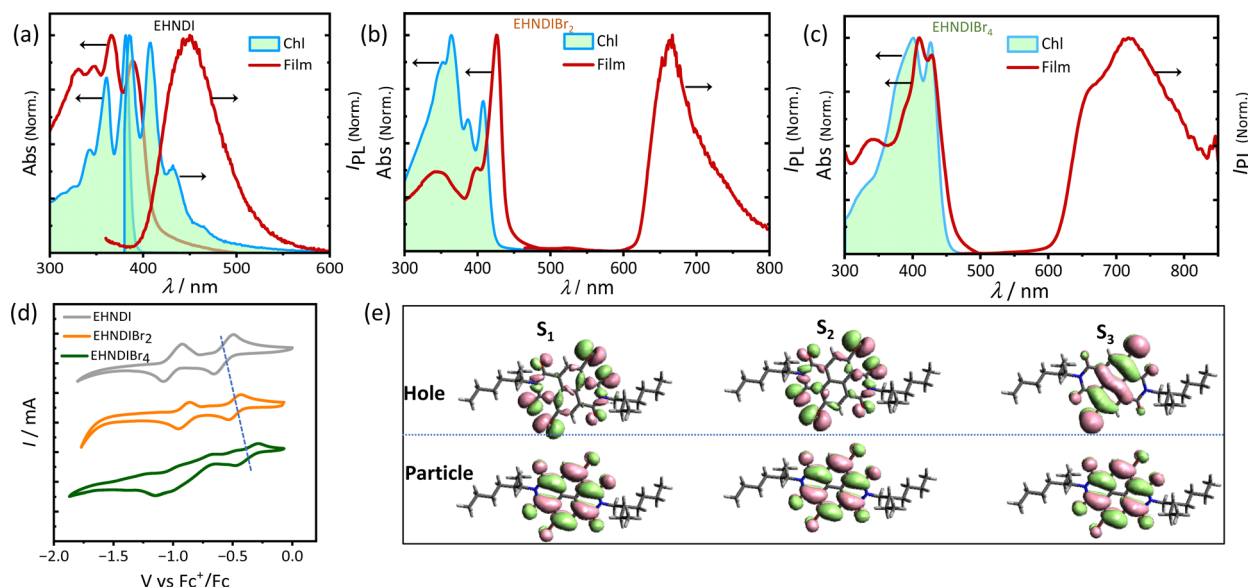 (a)
EHNDI
Chl
Film
Abs (Norm.)
IPL (Norm.)
300 400 500 600
λ / nm
(b)
EHNDIBr2
Chl
Film
Abs (Norm.)
IPL (Norm.)
300 400 500 600 700 800
λ / nm
(c)
EHNDIBr4
Chl
Film
Abs (Norm.)
IPL (Norm.)
300 400 500 600 700 800
λ / nm
(d)
EHNDI
EHNDIBr2
EHNDIBr4
I / mA
−2.0 −1.5 −1.0 −0.5 0.0
V vs Fc+/Fc
(e)
S1 S2 S3
Hole
Particle